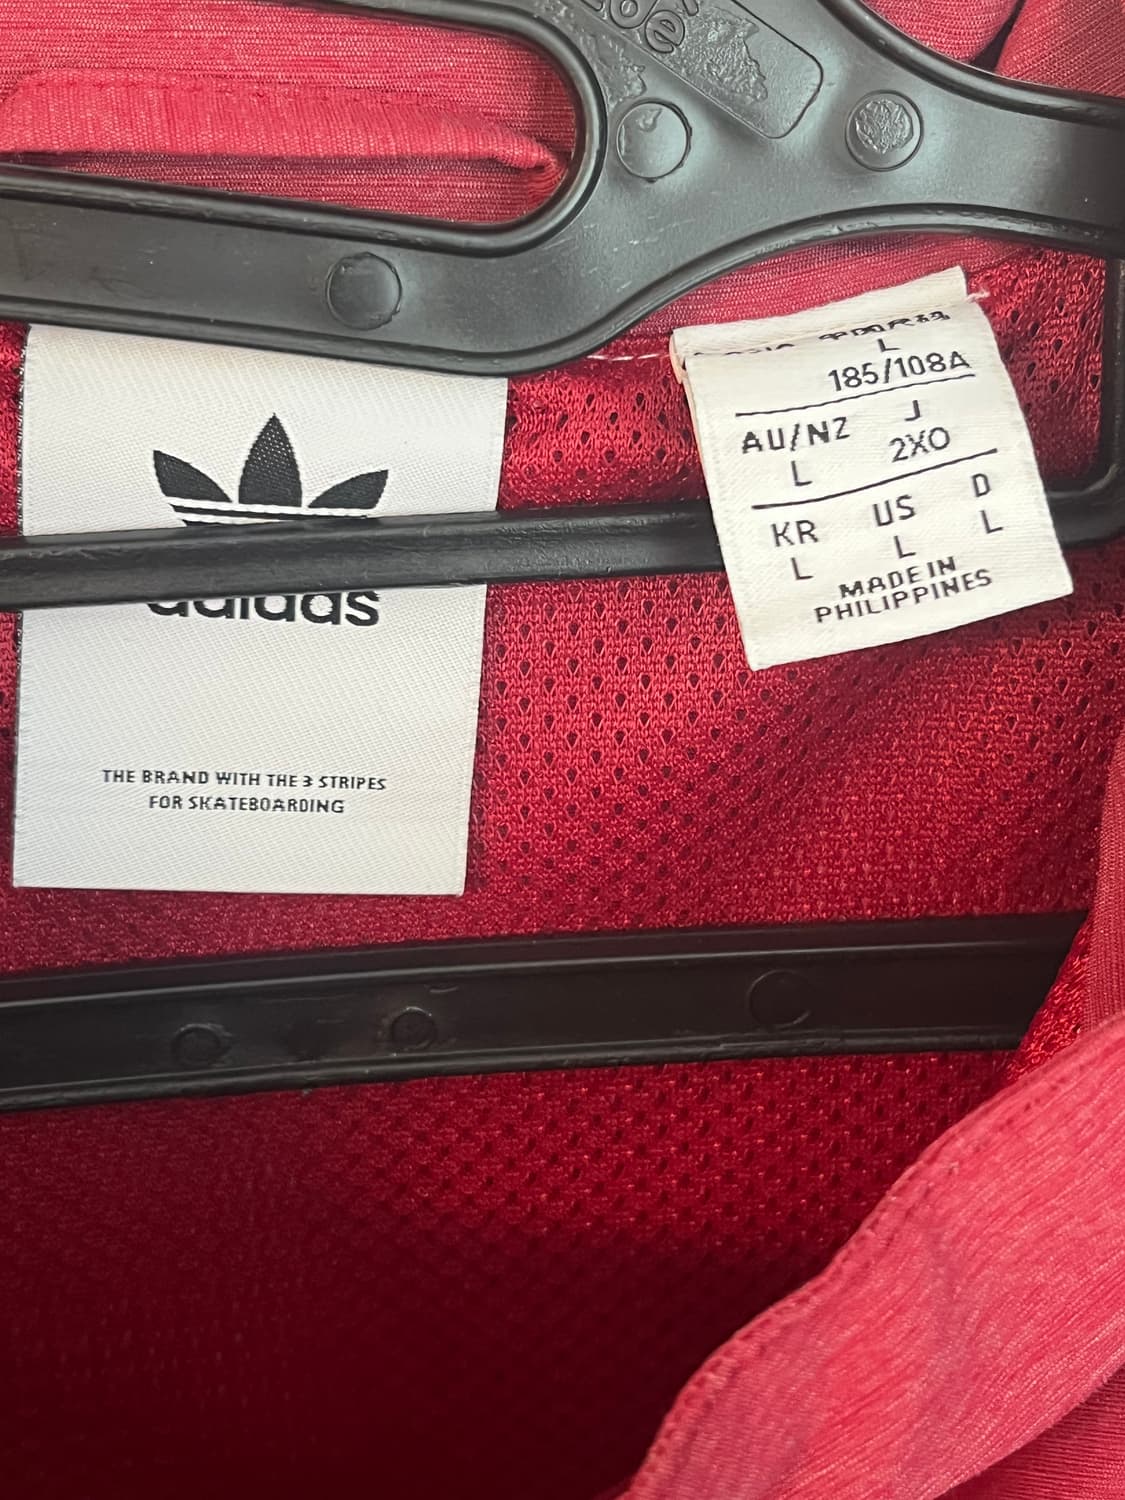 adidas
THE BRAND WITH THE 3 STRIPES
FOR SKATEBOARDING
L
185/108A
AU/NZ J
L 2XO
KR US D
L L L
MADE IN
PHILIPPINES